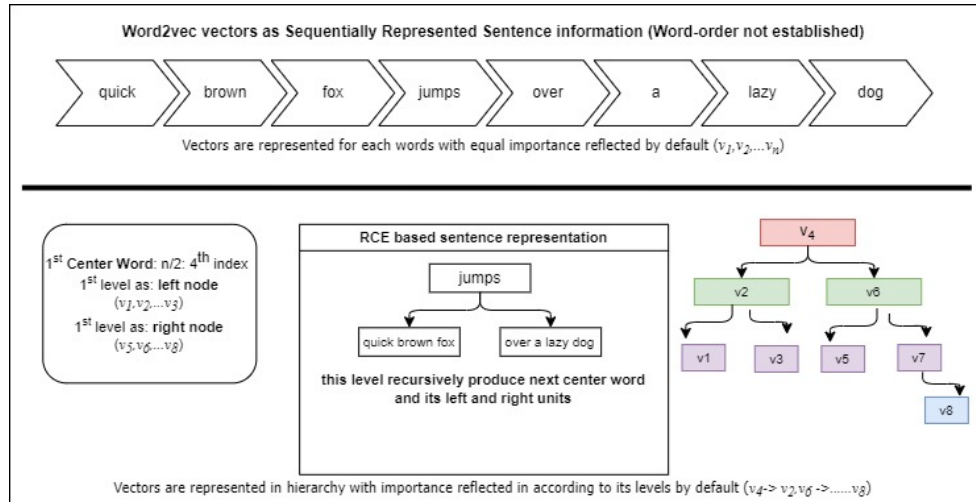 Word2vec vectors as Sequentially Represented Sentence information (Word-order not established)
quick brown fox jumps over a lazy dog
Vectors are represented for each words with equal importance reflected by default (v1,v2,...vn)
1st Center Word: n/2: 4th index
1st level as: left node
(v1,v2,...v3)
1st level as: right node
(v5,v6,...v8)
RCE based sentence representation
jumps
quick brown fox over a lazy dog
this level recursively produce next center word
and its left and right units
v4
v2 v6
v1 v3 v5 v7
v8
Vectors are represented in hierarchy with importance reflected in according to its levels by default (v4-> v2,v6 ->......v8)